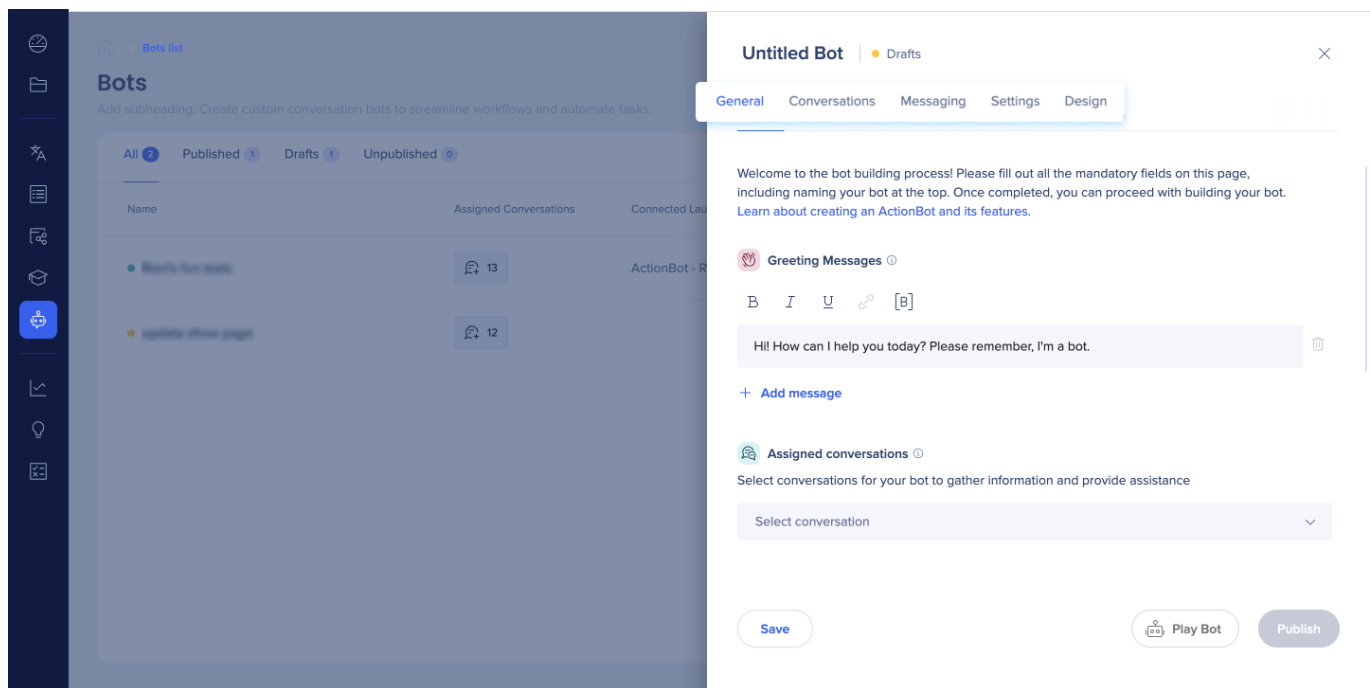 Bots list
Bots
Add subheading: Create custom conversation bots to streamline workflows and automate tasks.
All 2 Published 1 Drafts 1 Unpublished 0
Name Assigned Conversations Connected Lau
13 ActionBot - R
12
Untitled Bot Drafts
General Conversations Messaging Settings Design
Welcome to the bot building process! Please fill out all the mandatory fields on this page,
including naming your bot at the top. Once completed, you can proceed with building your bot.
Learn about creating an ActionBot and its features.
Greeting Messages
B I U [B]
Hi! How can I help you today? Please remember, I'm a bot.
+ Add message
Assigned conversations
Select conversations for your bot to gather information and provide assistance
Select conversation
Save Play Bot Publish